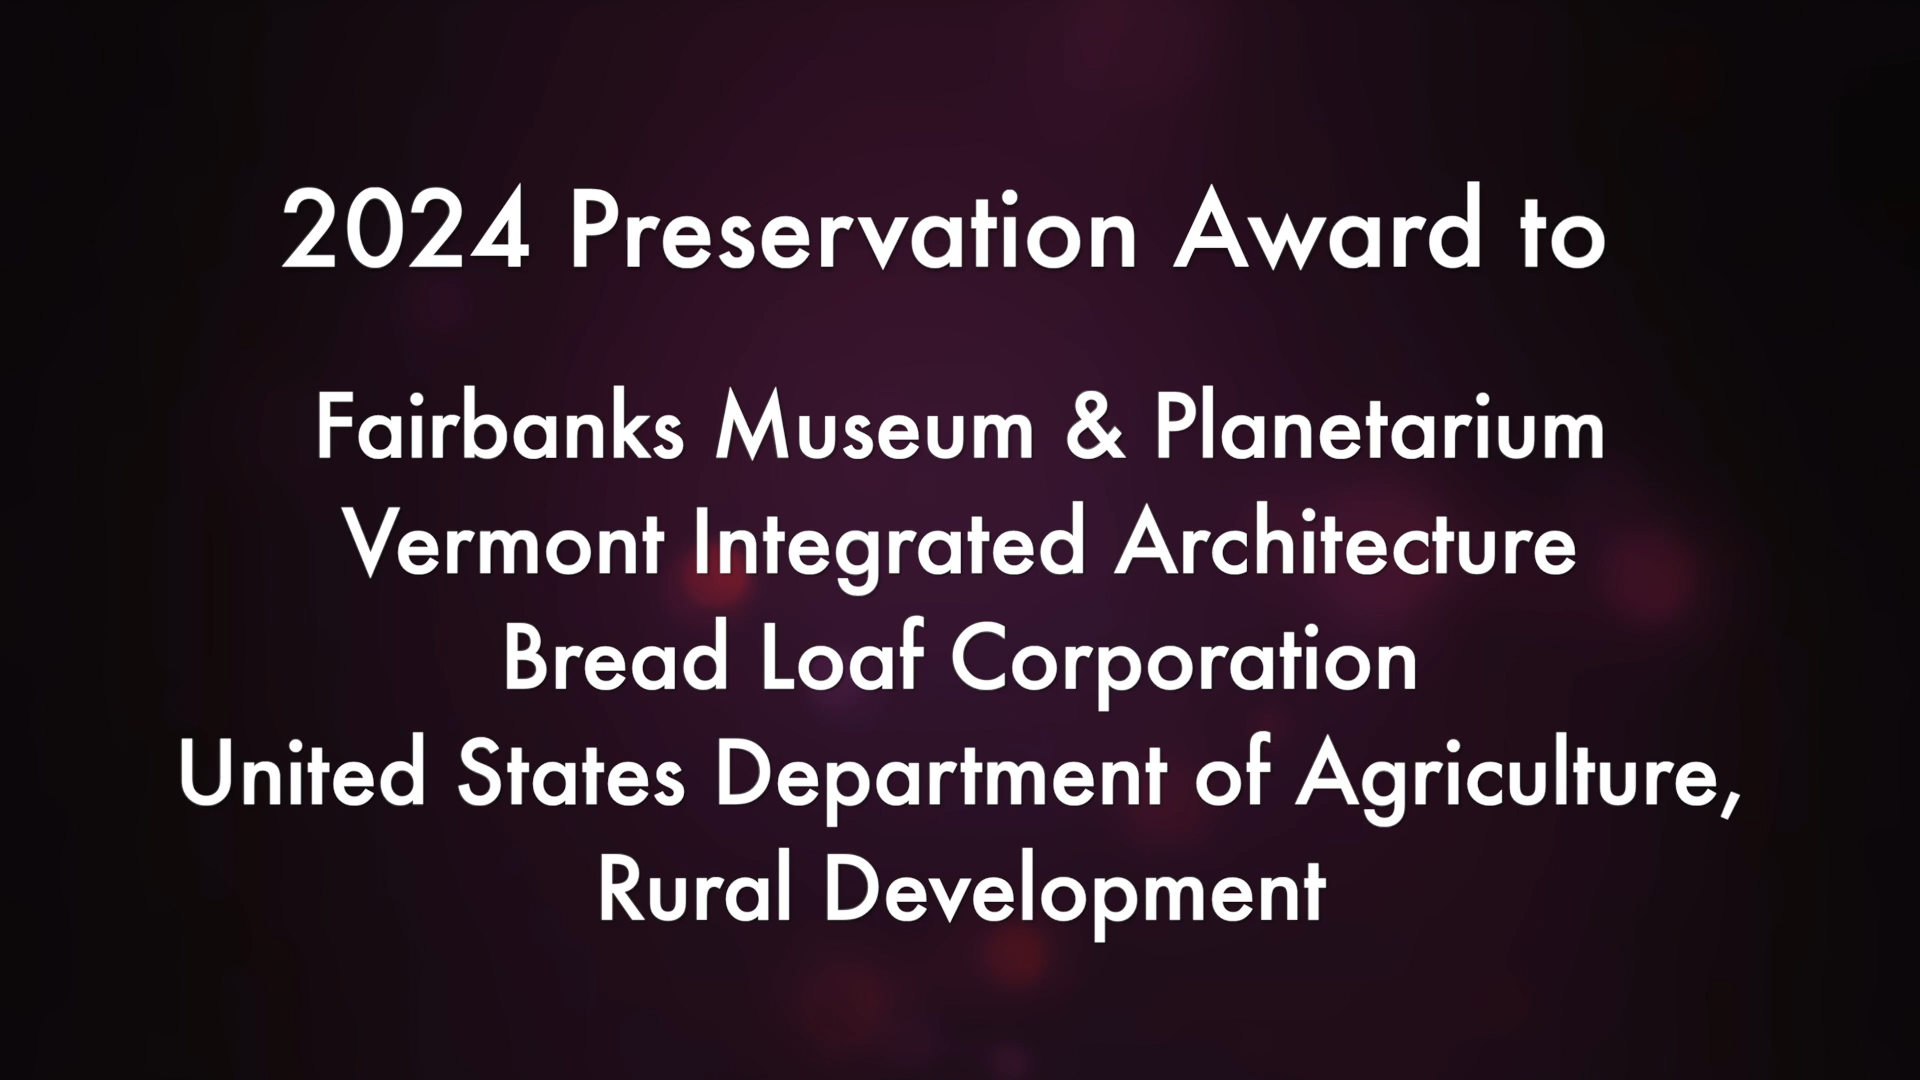 2024 Preservation Award to
Fairbanks Museum & Planetarium
Vermont Integrated Architecture
Bread Loaf Corporation
United States Department of Agriculture,
Rural Development